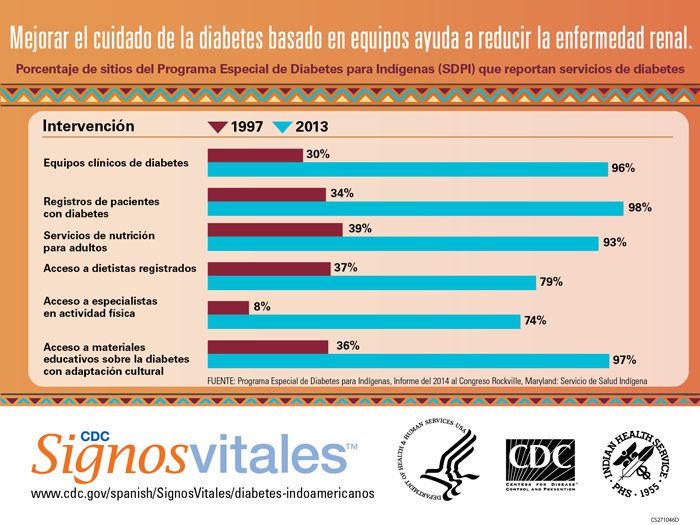 Mejorar el cuidado de la diabetes basado en equipos ayuda a reducir la enfermedad renal.
Porcentaje de sitios del Programa Especial de Diabetes para Indígenas (SDPI) que reportan servicios de diabetes
Intervención 1997 2013
Equipos clínicos de diabetes 30%
96%
Registros de pacientes
con diabetes
34%
98%
Servicios de nutrición
para adultos
39%
93%
Acceso a dietistas registrados 37%
79%
Acceso a especialistas
en actividad física
8%
74%
Acceso a materiales
educativos sobre la diabetes
con adaptación cultural
36%
97%
FUENTE: Programa Especial de Diabetes para Indígenas, Informe del 2014 al Congreso Rockville, Maryland: Servicio de Salud Indígena
CDC
Signosvitales™
www.cdc.gov/spanish/SignosVitales/diabetes-indoamericanos
DEPARTMENT OF HEALTH & HUMAN SERVICES·USA
CDC
CENTERS FOR DISEASE
CONTROL AND PREVENTION
INDIAN HEALTH SERVICE
PHS · 1955
CS271046D